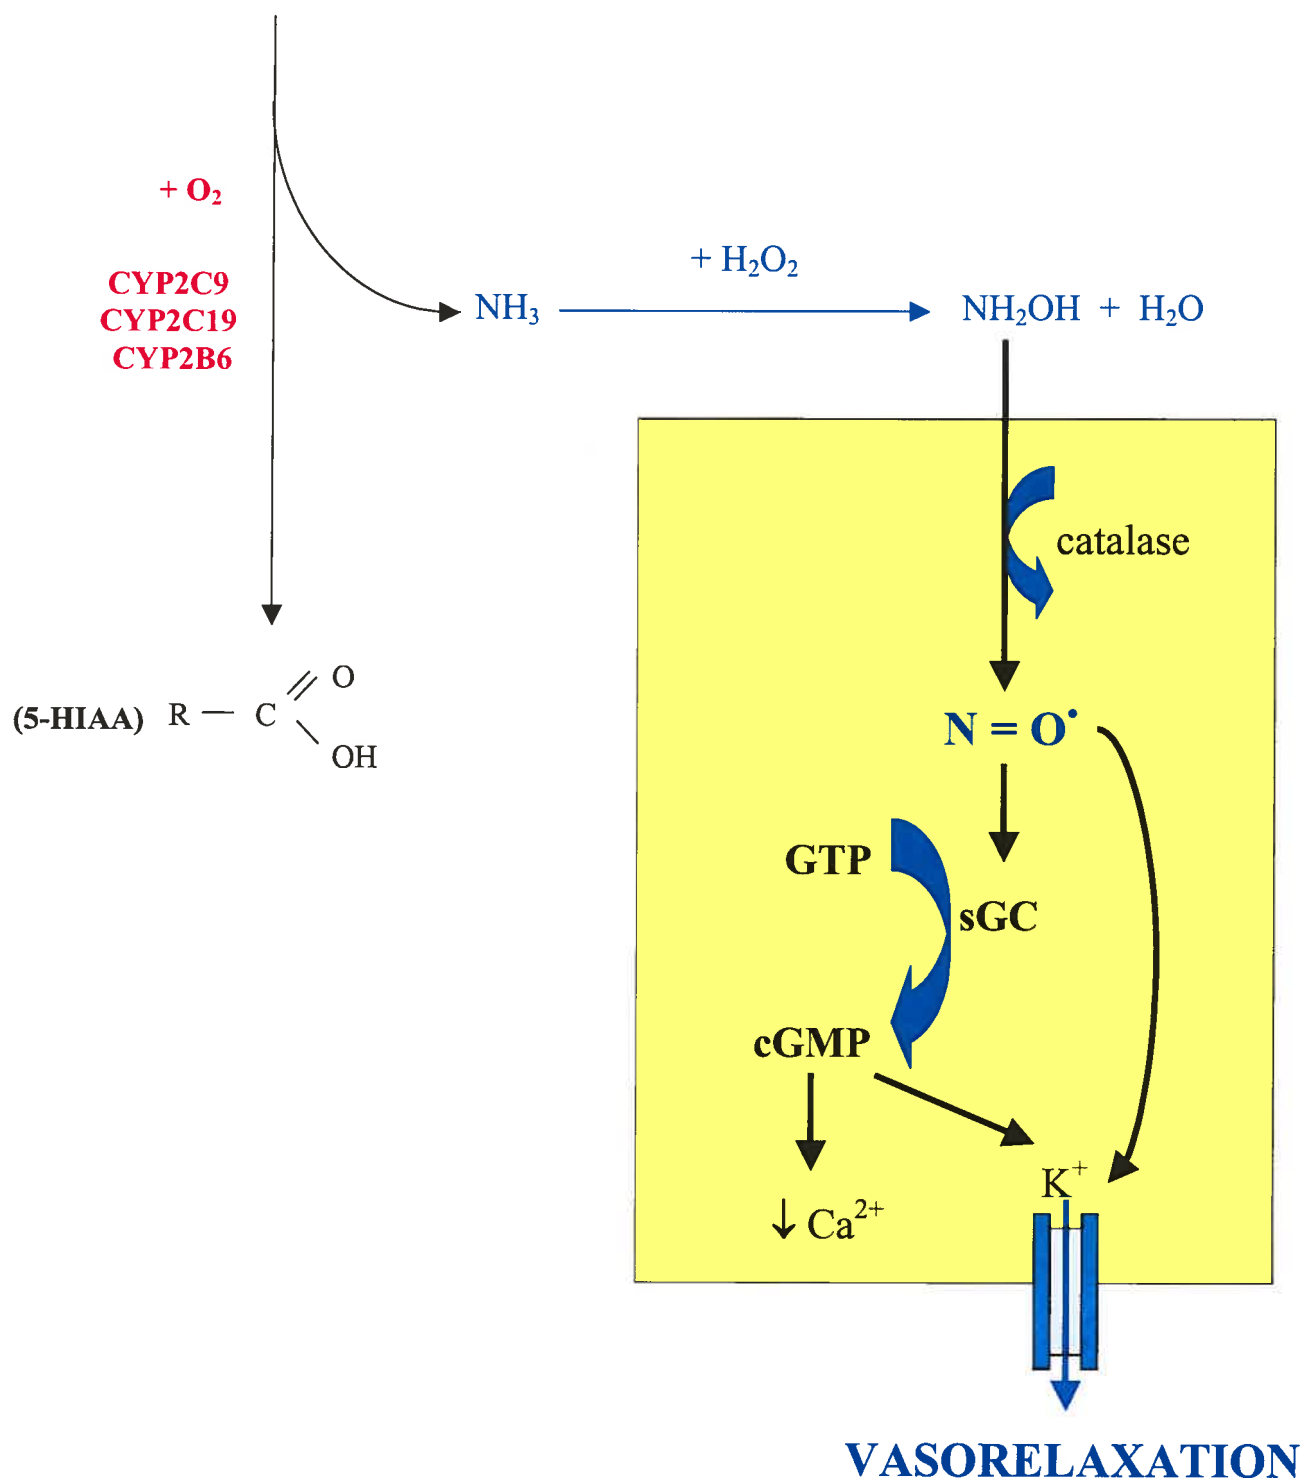 + O₂
CYP2C9
CYP2C19
CYP2B6
+ H₂O₂
NH₃
NH₂OH + H₂O
catalase
(5-HIAA) R — C
O
OH
N = O•
GTP
sGC
cGMP
K⁺
↓ Ca²⁺
VASORELAXATION